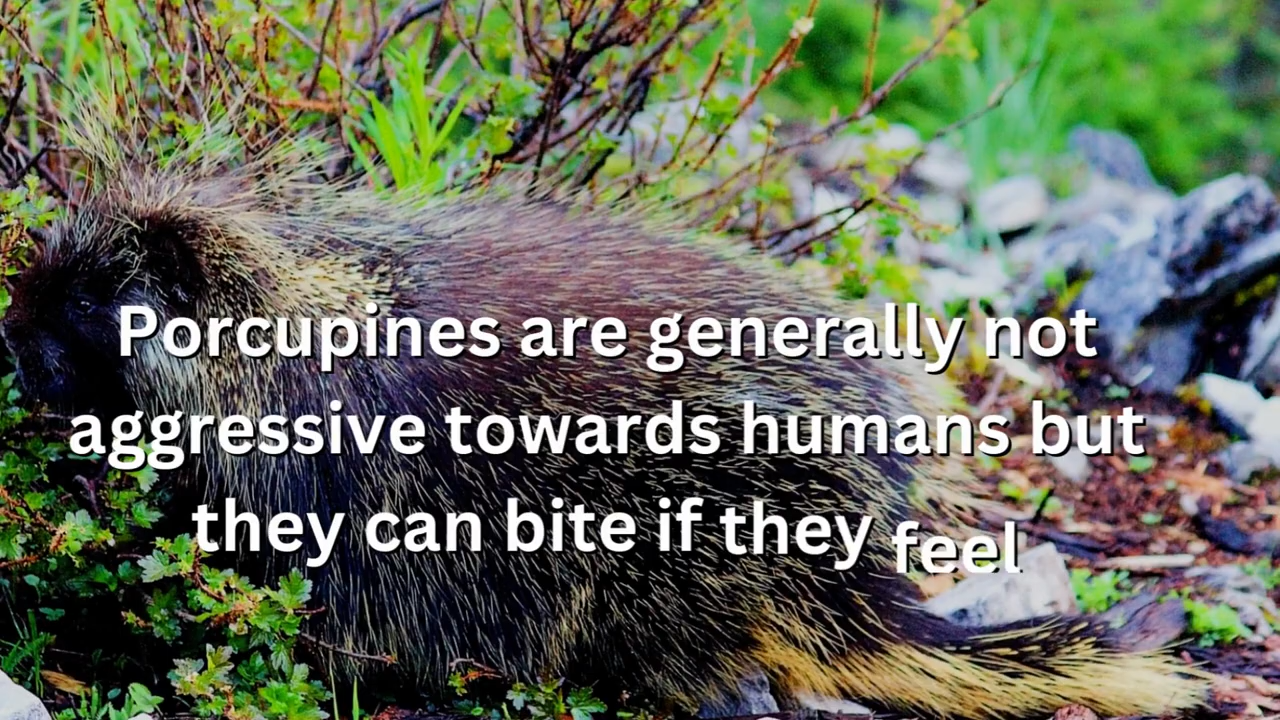 Porcupines are generally not
aggressive towards humans but
they can bite if they feel